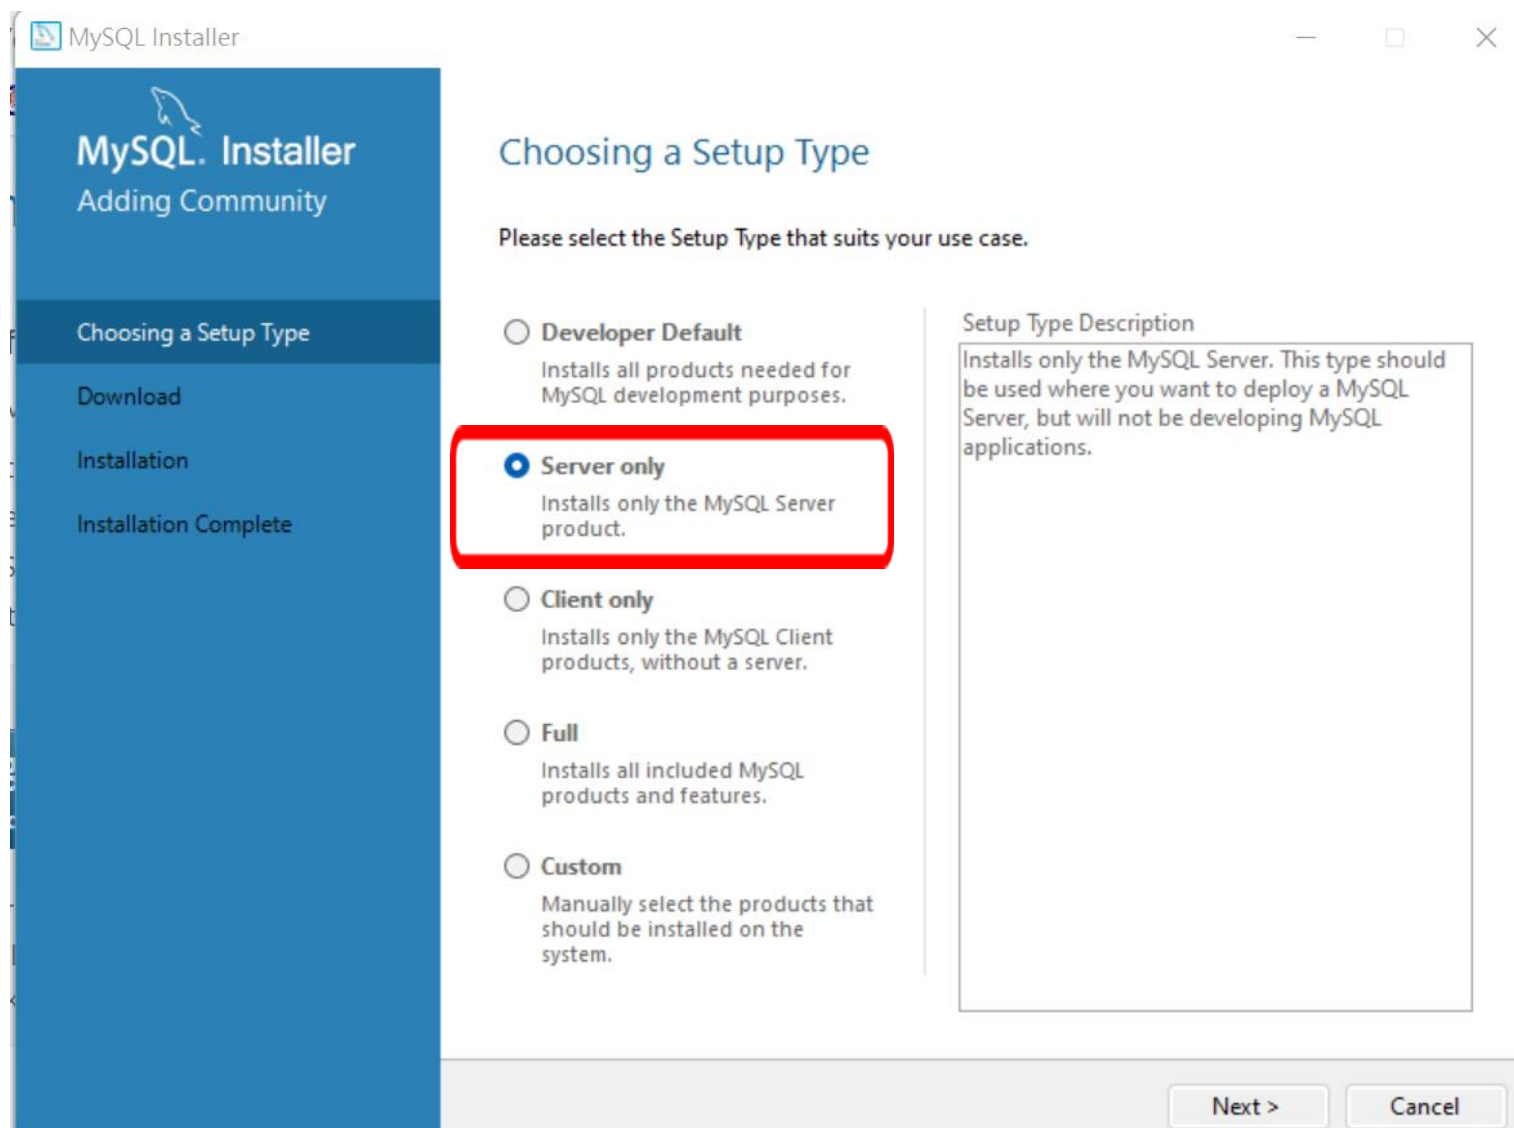 MySQL Installer
MySQL. Installer
Adding Community
Choosing a Setup Type
Download
Installation
Installation Complete
Choosing a Setup Type
Please select the Setup Type that suits your use case.
Developer Default
Installs all products needed for
MySQL development purposes.
Server only
Installs only the MySQL Server
product.
Client only
Installs only the MySQL Client
products, without a server.
Full
Installs all included MySQL
products and features.
Custom
Manually select the products that
should be installed on the
system.
Setup Type Description
Installs only the MySQL Server. This type should
be used where you want to deploy a MySQL
Server, but will not be developing MySQL
applications.
Next >
Cancel